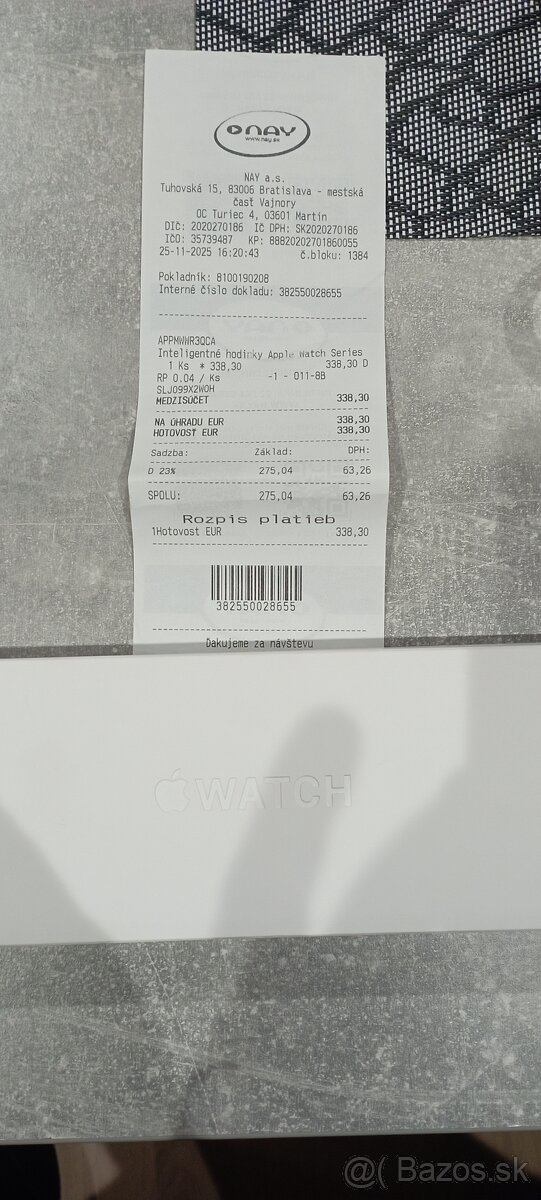 NAY
www.nay.sk
NAY a.s.
Tuhovská 15, 83006 Bratislava - mestská
časť Vajnory
OC Turiec 4, 03601 Martin
DIČ: 2020270186 IČ DPH: SK2020270186
IČO: 35739487 KP: 88820202701860055
25-11-2025 16:20:43 č.bloku: 1384
Pokladník: 8100190208
Interné číslo dokladu: 382550028655
APPMWWR3QCA
Inteligentné hodinky Apple Watch Series
1 Ks * 338,30 338,30 D
RP 0.04 / Ks -1 - 011-8B
SLJ099X2W0H
MEDZISÚČET 338,30
NA ÚHRADU EUR 338,30
HOTOVOSŤ EUR 338,30
Sadzba: Základ: DPH:
D 23% 275,04 63,26
SPOLU: 275,04 63,26
Rozpis platieb
1Hotovost EUR 338,30
382550028655
Ďakujeme za návštevu
WATCH
@( Bazos.sk